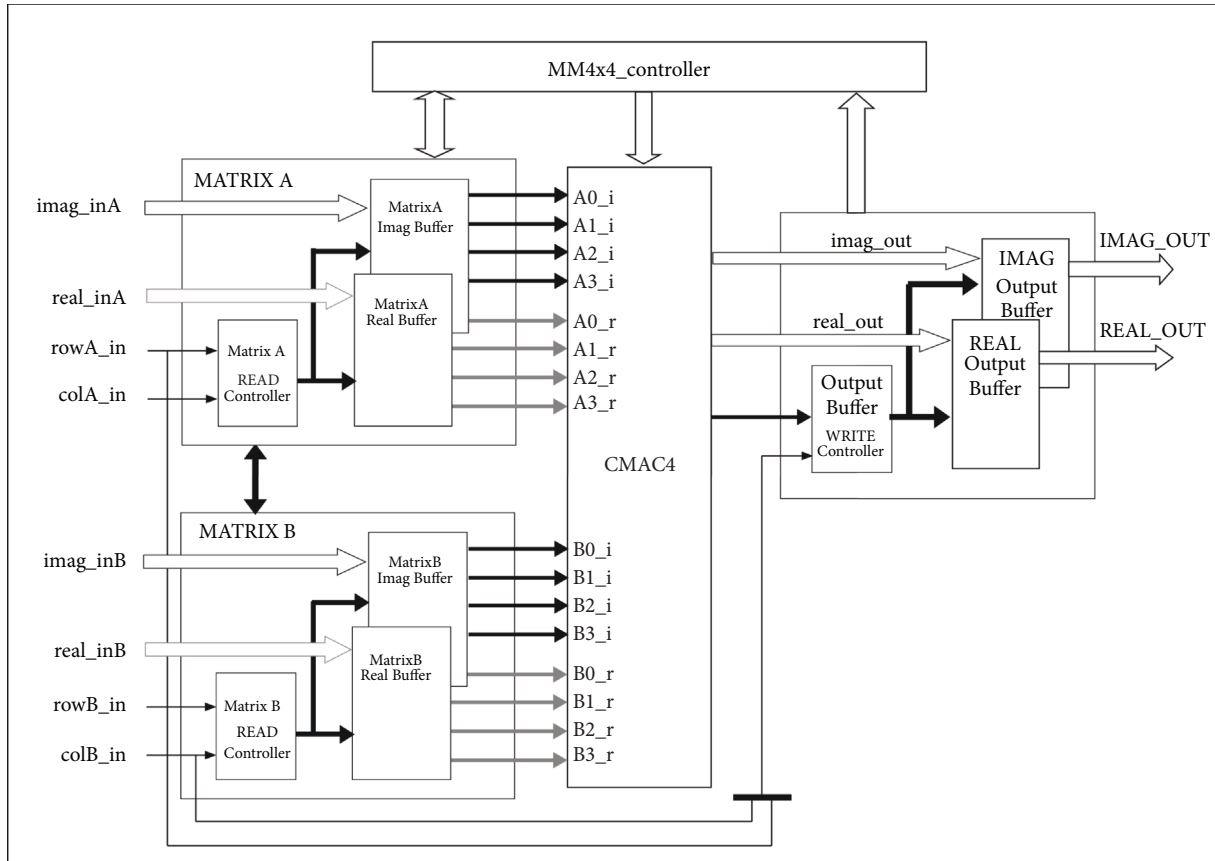 MM4x4_controller
MATRIX A
imag_inA
MatrixA
Imag Buffer
real_inA
MatrixA
Real Buffer
rowA_in
colA_in
Matrix A
READ
Controller
A0_i
A1_i
A2_i
A3_i
A0_r
A1_r
A2_r
A3_r
CMAC4
MATRIX B
imag_inB
MatrixB
Imag Buffer
real_inB
MatrixB
Real Buffer
rowB_in
colB_in
Matrix B
READ
Controller
B0_i
B1_i
B2_i
B3_i
B0_r
B1_r
B2_r
B3_r
imag_out
real_out
IMAG
Output
Buffer
REAL
Output
Buffer
Output
Buffer
WRITE
Controller
IMAG_OUT
REAL_OUT